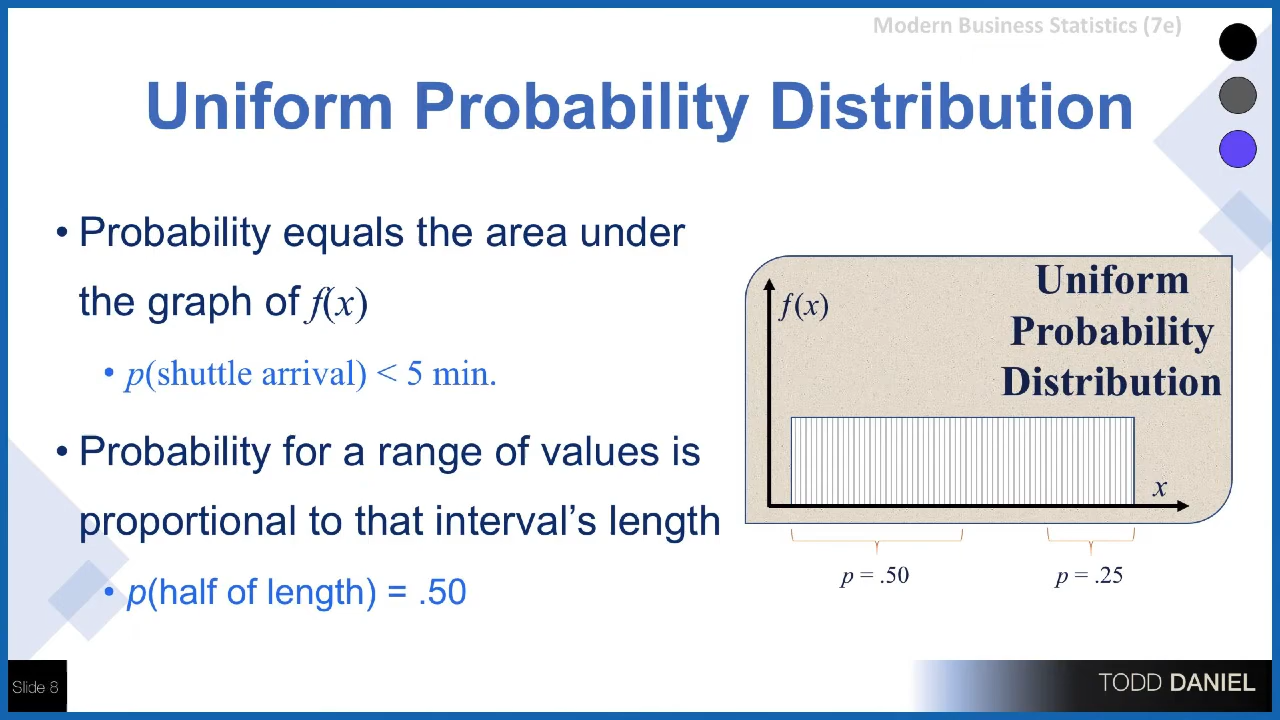 Modern Business Statistics (7e)
Uniform Probability Distribution
• Probability equals the area under
the graph of f(x)
• p(shuttle arrival) < 5 min.
• Probability for a range of values is
proportional to that interval’s length
• p(half of length) = .50
Uniform
Probability
Distribution
f(x)
x
p = .50
p = .25
Slide 8
TODD DANIEL